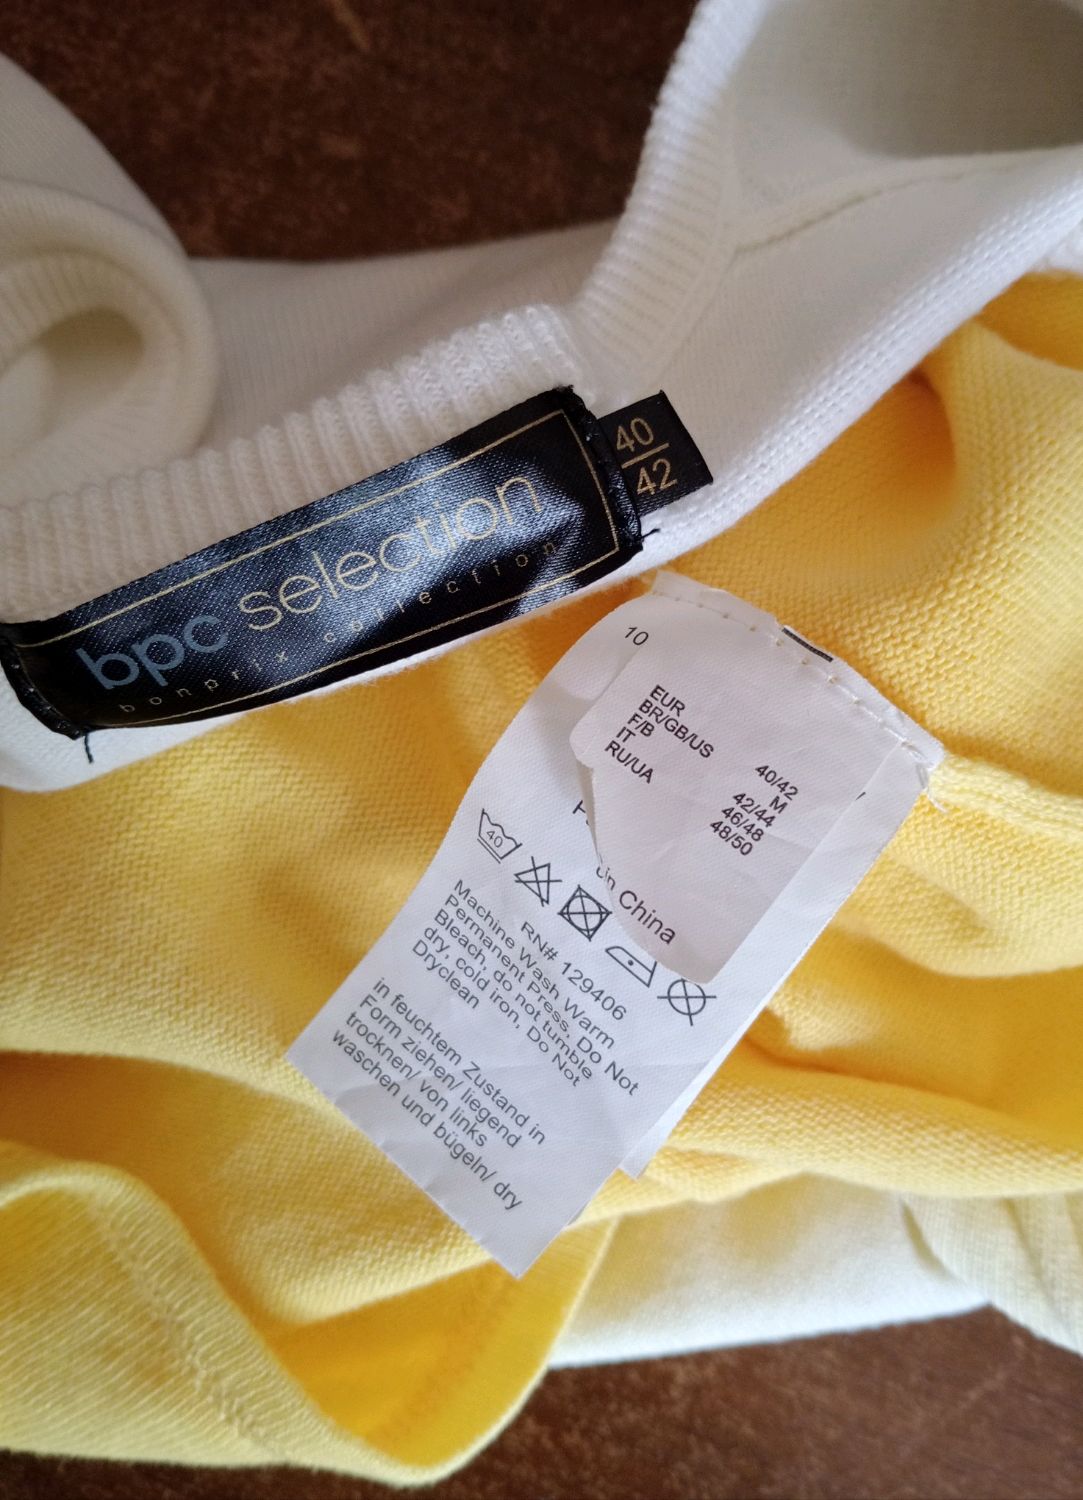 bpc selection
bonprix collection
40
42
10
EUR 40/42
BR/GB/US M
F/B 42/44
IT 46/48
RU/UA 48/50
China
40
RN# 129406
Machine Wash Warm
Permanent Press, Do Not
Bleach, do not tumble
dry, cold iron, Do Not
Dryclean
in feuchtem Zustand in
Form ziehen/ liegend
trocknen/ von links
waschen und bügeln/ dry